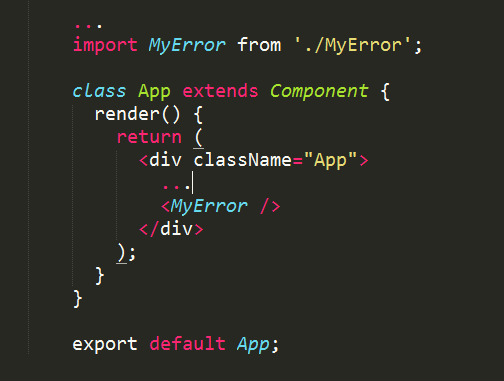 ...
import MyError from './MyError';
class App extends Component {
render() {
return (
<div className="App">
...
<MyError />
</div>
);
}
}
export default App;